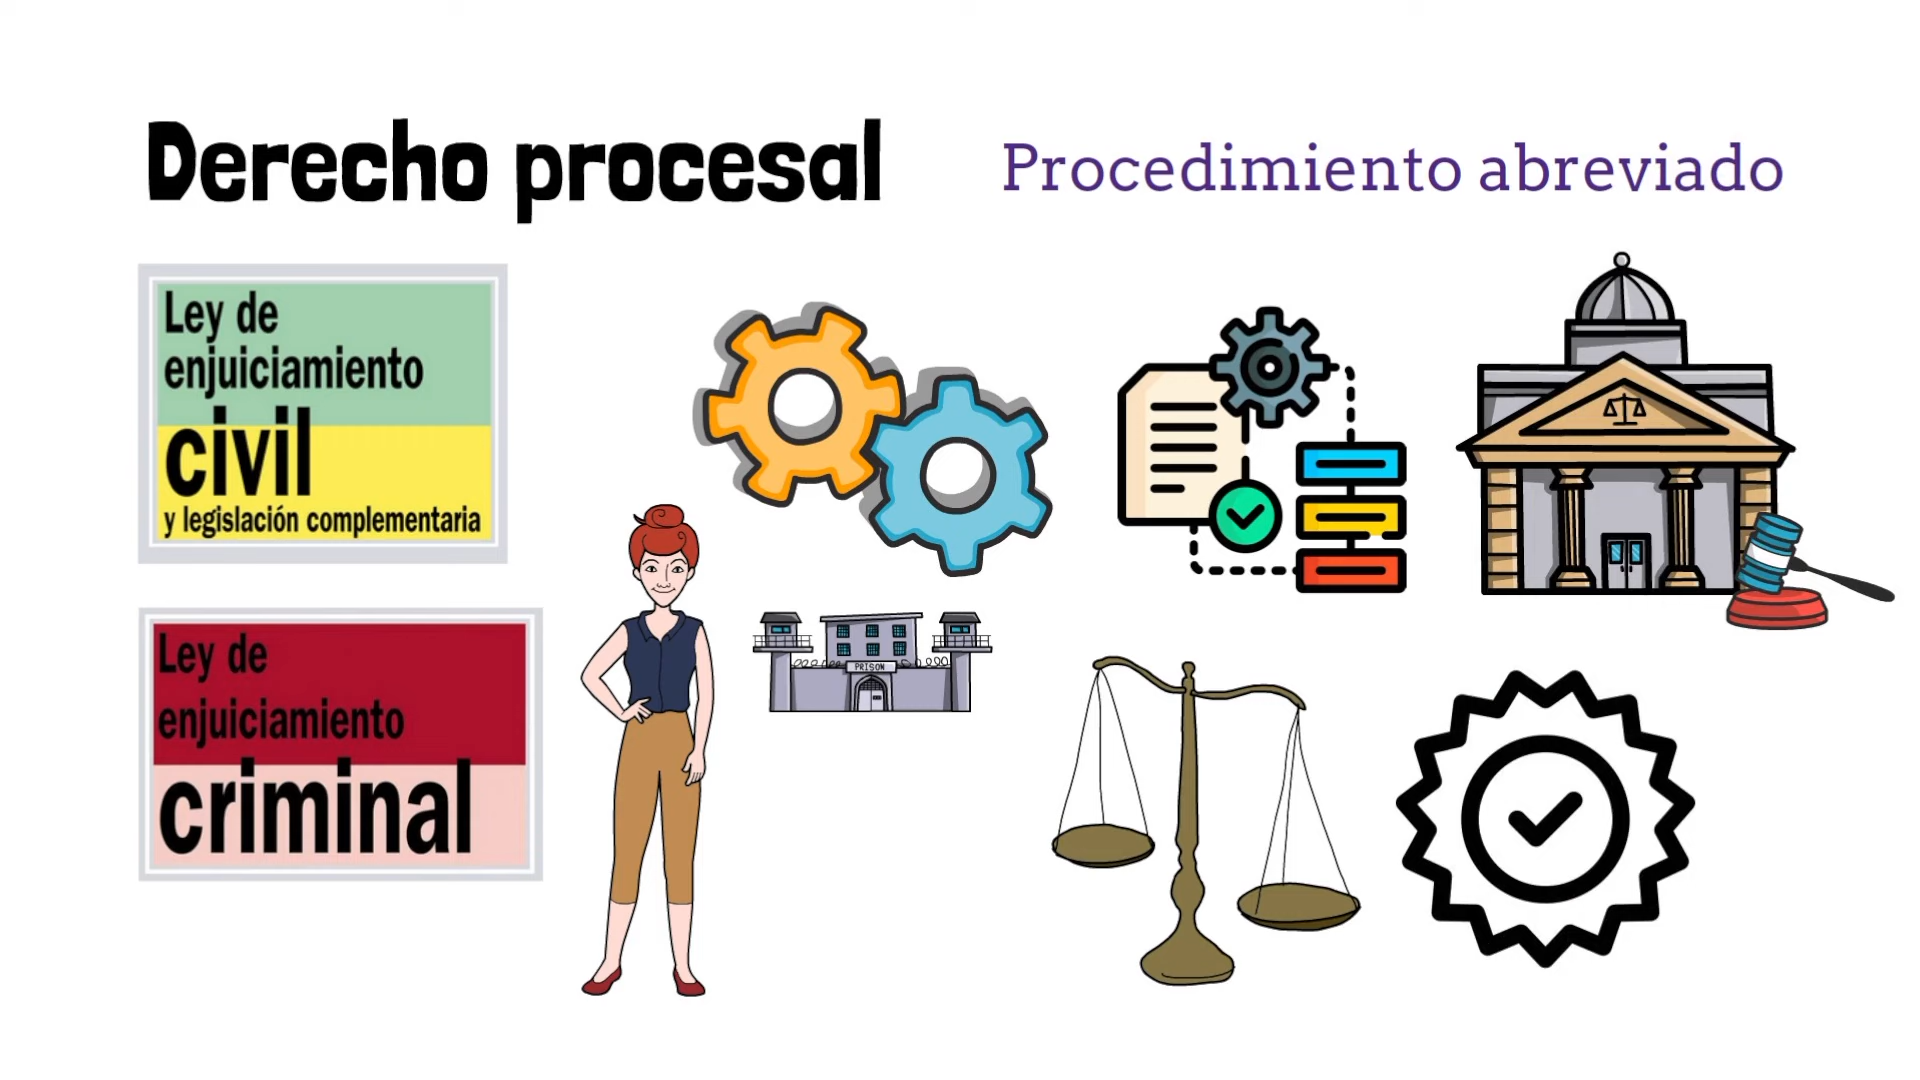 Derecho procesal
Procedimiento abreviado
Ley de
enjuiciamiento
civil
y legislación complementaria
Ley de
enjuiciamiento
criminal
PRISON